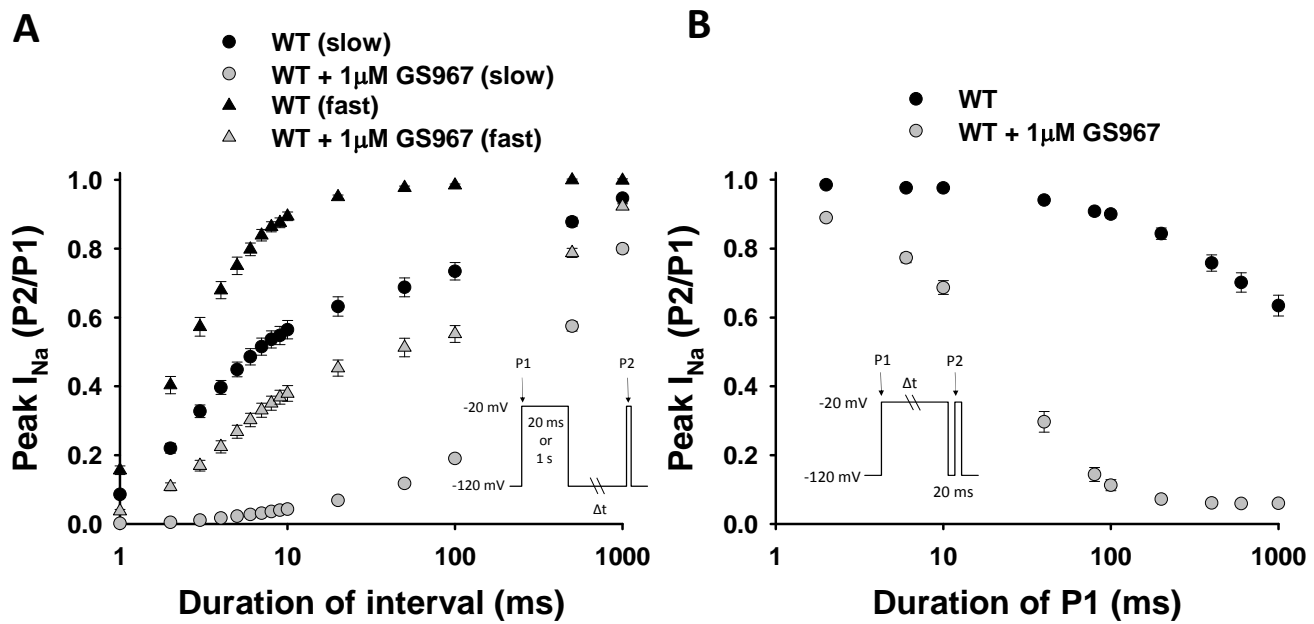 A
WT (slow)
WT + 1μM GS967 (slow)
WT (fast)
WT + 1μM GS967 (fast)
Peak I_Na (P2/P1)
1.0
0.8
0.6
0.4
0.2
0.0
P1
P2
-20 mV
20 ms
or
1 s
-120 mV
Δt
1
10
100
1000
Duration of interval (ms)
B
WT
WT + 1μM GS967
Peak I_Na (P2/P1)
1.0
0.8
0.6
0.4
0.2
0.0
P1
P2
Δt
-20 mV
-120 mV
20 ms
1
10
100
1000
Duration of P1 (ms)